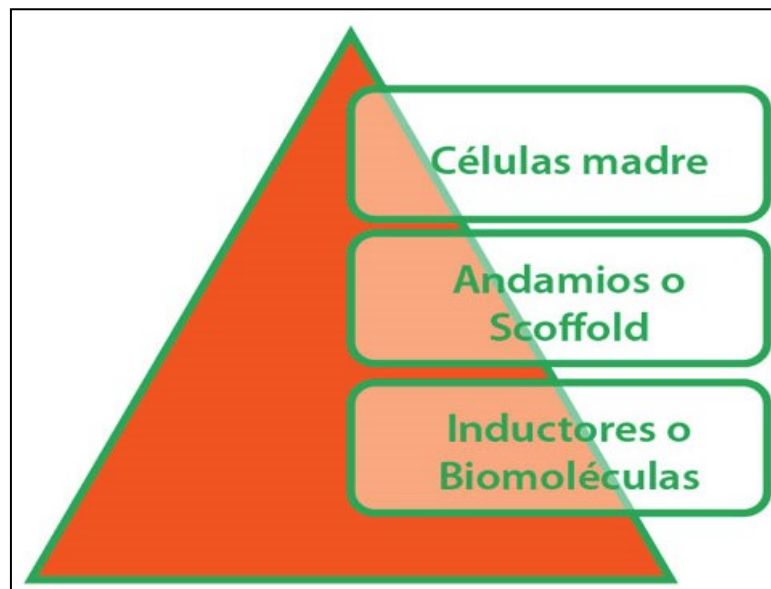 Células madre
Andamios o
Scoffold
Inductores o
Biomoléculas